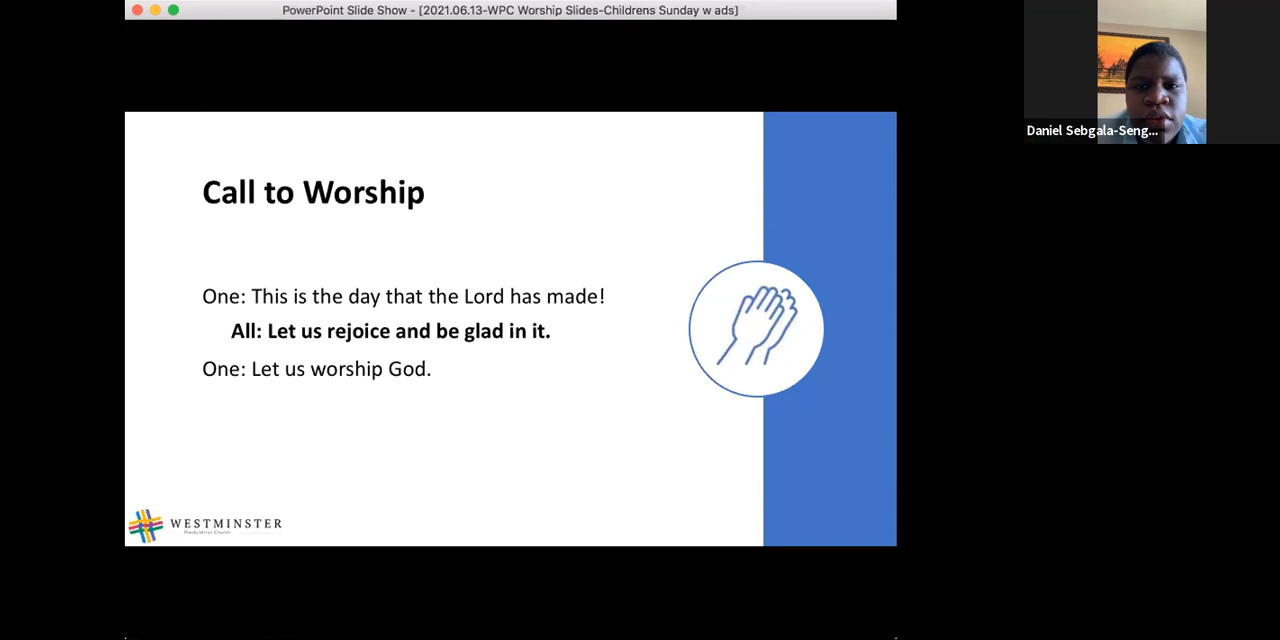 PowerPoint Slide Show - [2021.06.13-WPC Worship Slides-Childrens Sunday w ads]
Daniel Sebgala-Seng...
Call to Worship
One: This is the day that the Lord has made!
All: Let us rejoice and be glad in it.
One: Let us worship God.
WESTMINSTER
Presbyterian Church